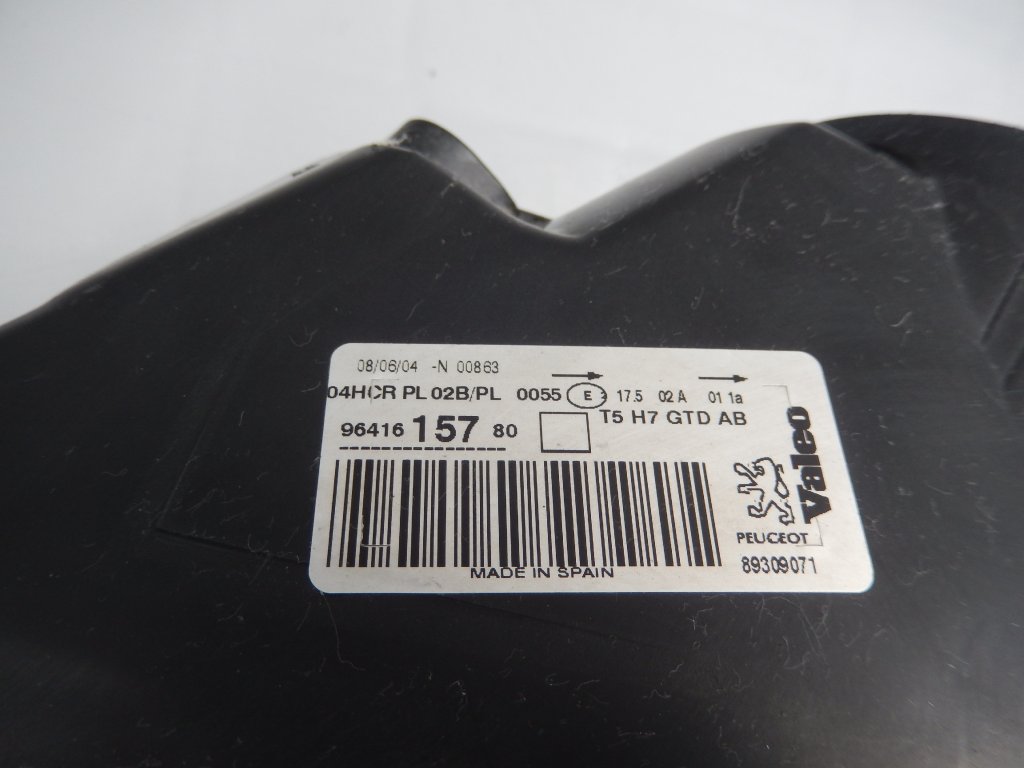 08/06/04 -N 00863
04HCR PL 02B/PL 0055 E 17.5 02 A 01 1a
96416 157 80 T5 H7 GTD AB
Valeo
PEUGEOT
MADE IN SPAIN
89309071